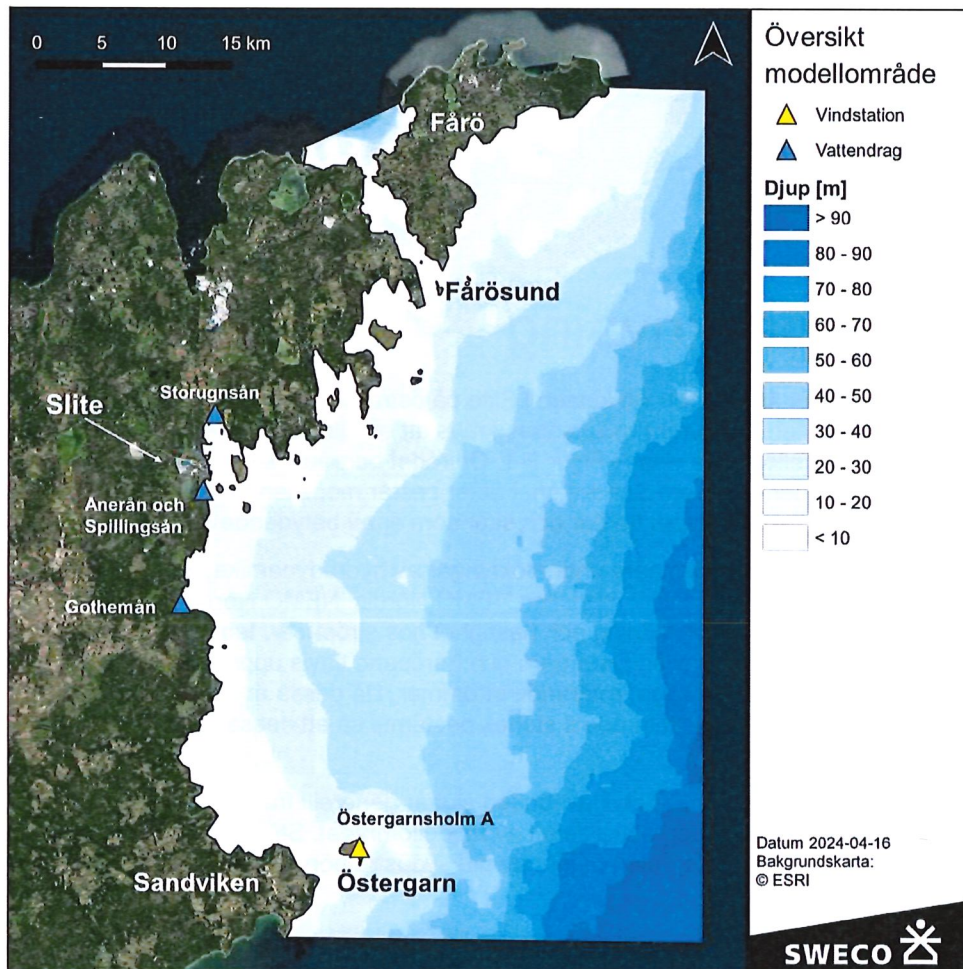 0 5 10 15 km
Översikt
modellområde
Vindstation
Vattendrag
Djup [m]
> 90
80 - 90
70 - 80
60 - 70
50 - 60
40 - 50
30 - 40
20 - 30
10 - 20
< 10
Fårö
Fårösund
Storugnsån
Slite
Anerån och
Spillingsån
Gothemån
Östergarnsholm A
Sandviken
Östergarn
Datum 2024-04-16
Bakgrundskarta:
© ESRI
SWECO